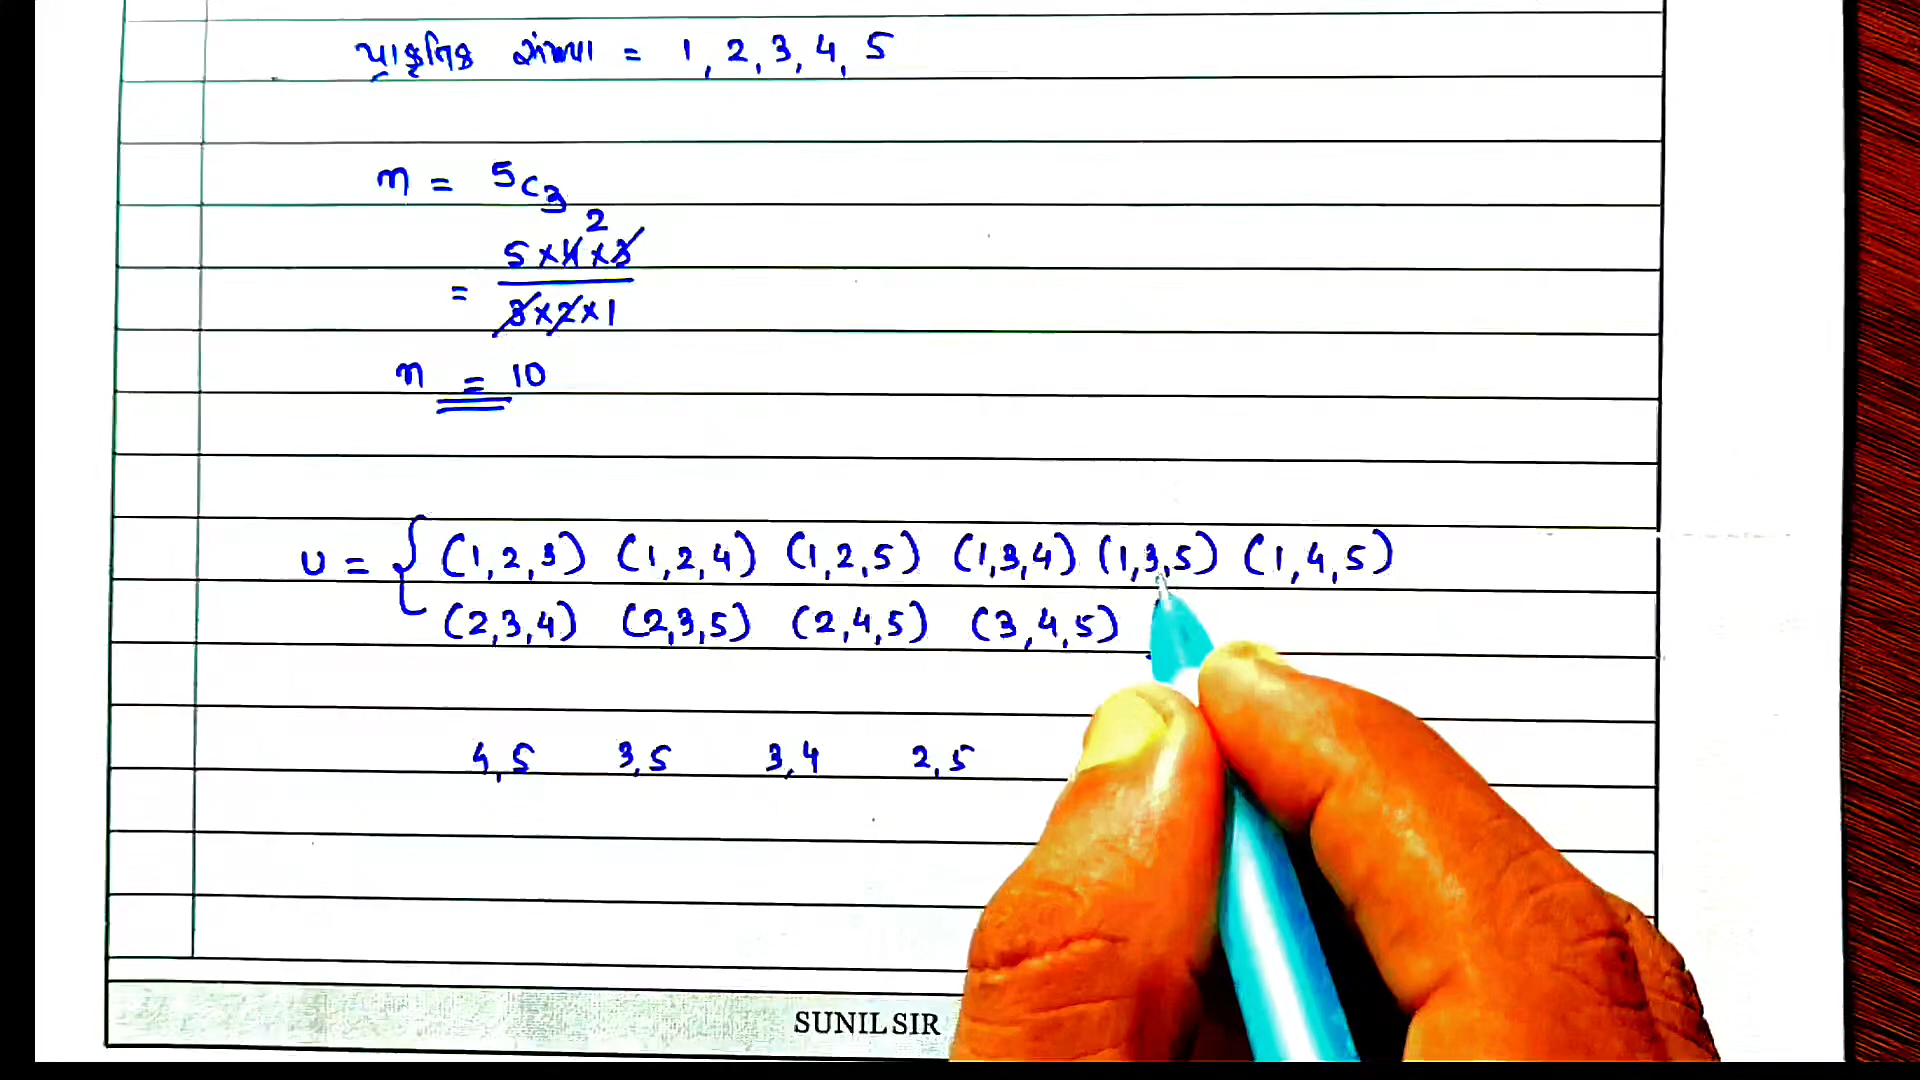 પ્રાકૃતિક સંખ્યા = 1, 2, 3, 4, 5
n = 5C3
= 5 × 4 × 3 2 / 3 × 2 × 1
n = 10
U = { (1,2,3) (1,2,4) (1,2,5) (1,3,4) (1,3,5) (1,4,5)
(2,3,4) (2,3,5) (2,4,5) (3,4,5)
4,5 3,5 3,4 2,5
SUNIL SIR